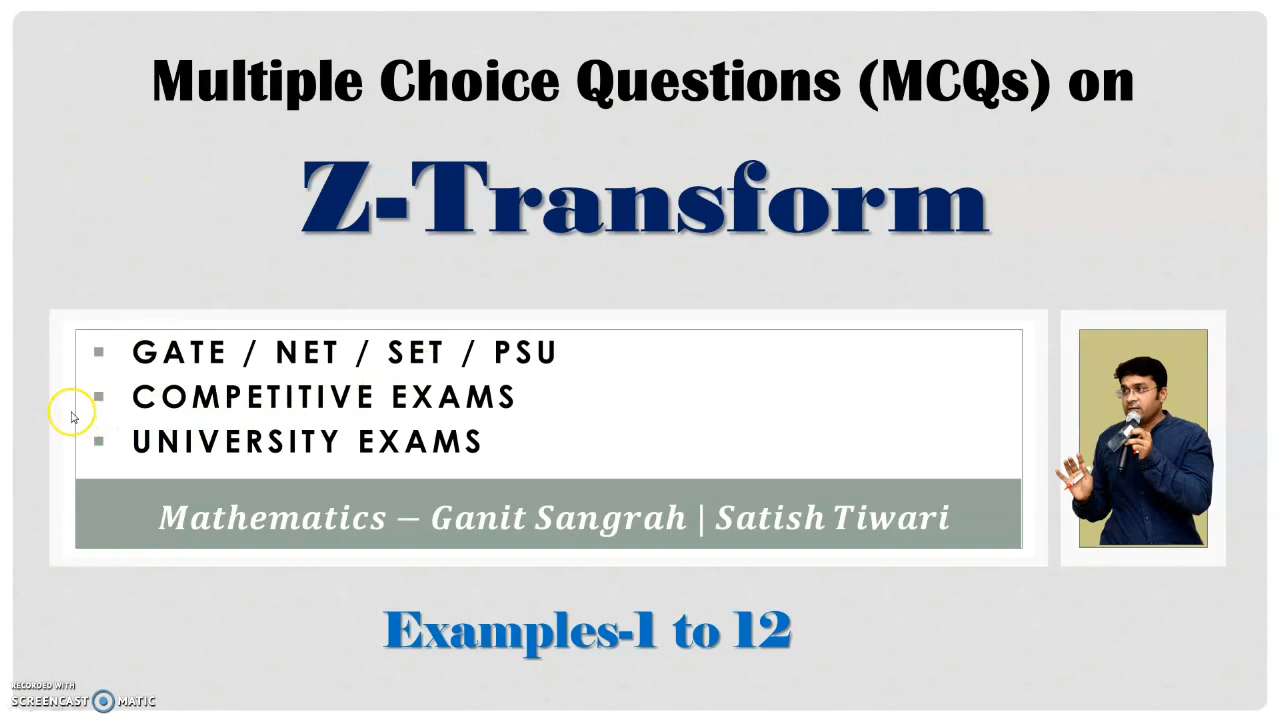 Multiple Choice Questions (MCQs) on
Z-Transform
GATE / NET / SET / PSU
COMPETITIVE EXAMS
UNIVERSITY EXAMS
Mathematics – Ganit Sangrah | Satish Tiwari
Examples-1 to 12
RECORDED WITH
SCREENCAST MATIC